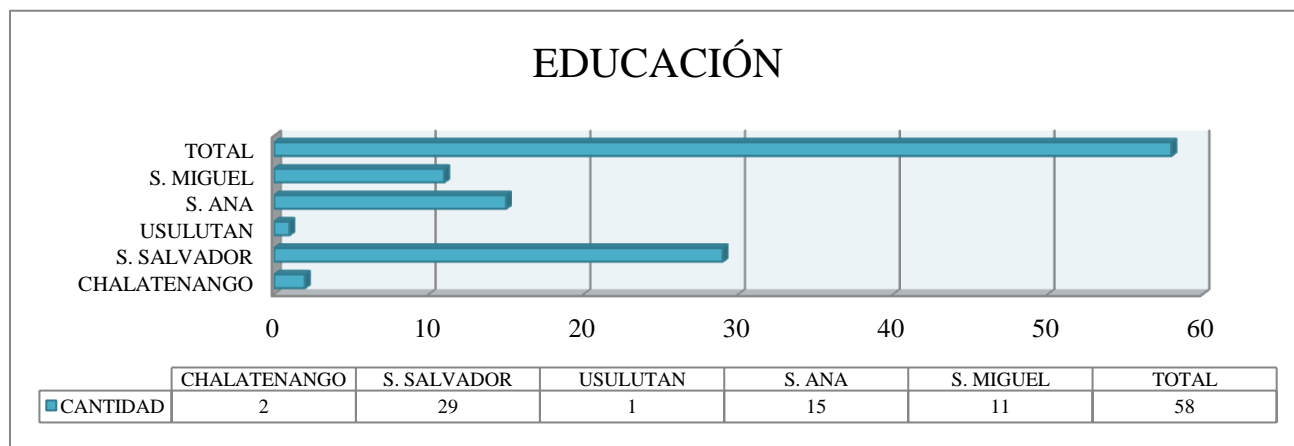 EDUCACIÓN
TOTAL
S. MIGUEL
S. ANA
USULUTAN
S. SALVADOR
CHALATENANGO
0 10 20 30 40 50 60
CHALATENANGO S. SALVADOR USULUTAN S. ANA S. MIGUEL TOTAL
CANTIDAD 2 29 1 15 11 58